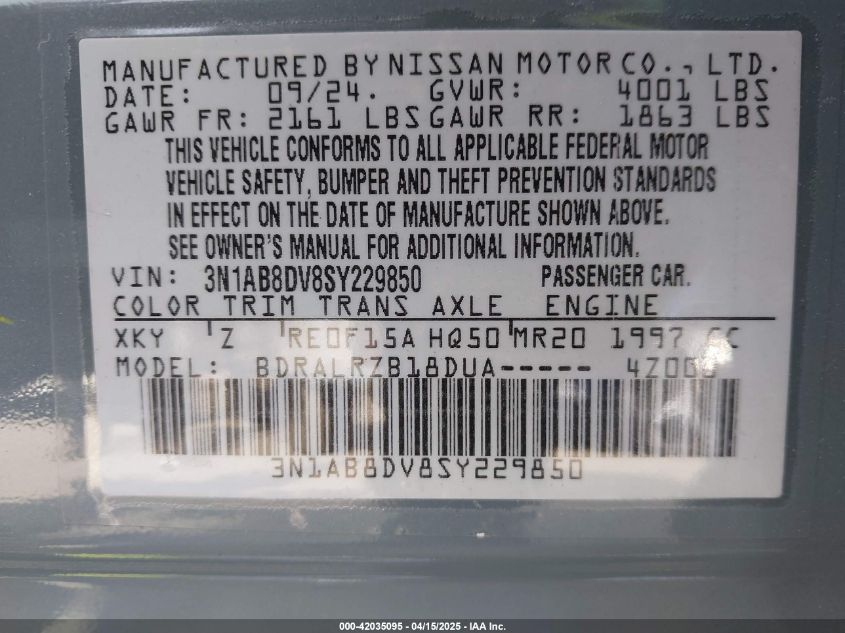 MANUFACTURED BY NISSAN MOTOR CO., LTD.
DATE: 09/24. GVWR: 4001 LBS
GAWR FR: 2161 LBS GAWR RR: 1863 LBS
THIS VEHICLE CONFORMS TO ALL APPLICABLE FEDERAL MOTOR
VEHICLE SAFETY, BUMPER AND THEFT PREVENTION STANDARDS
IN EFFECT ON THE DATE OF MANUFACTURE SHOWN ABOVE.
SEE OWNER'S MANUAL FOR ADDITIONAL INFORMATION.
VIN: 3N1AB8DV8SY229850 PASSENGER CAR.
COLOR TRIM TRANS AXLE ENGINE
XKY Z RE0F15A HQ50 MR20 1997 CC
MODEL: BDRALRZB18DUA-----
3N1AB8DV8SY229850
000-42035095 - 04/15/2025 - IAA Inc.